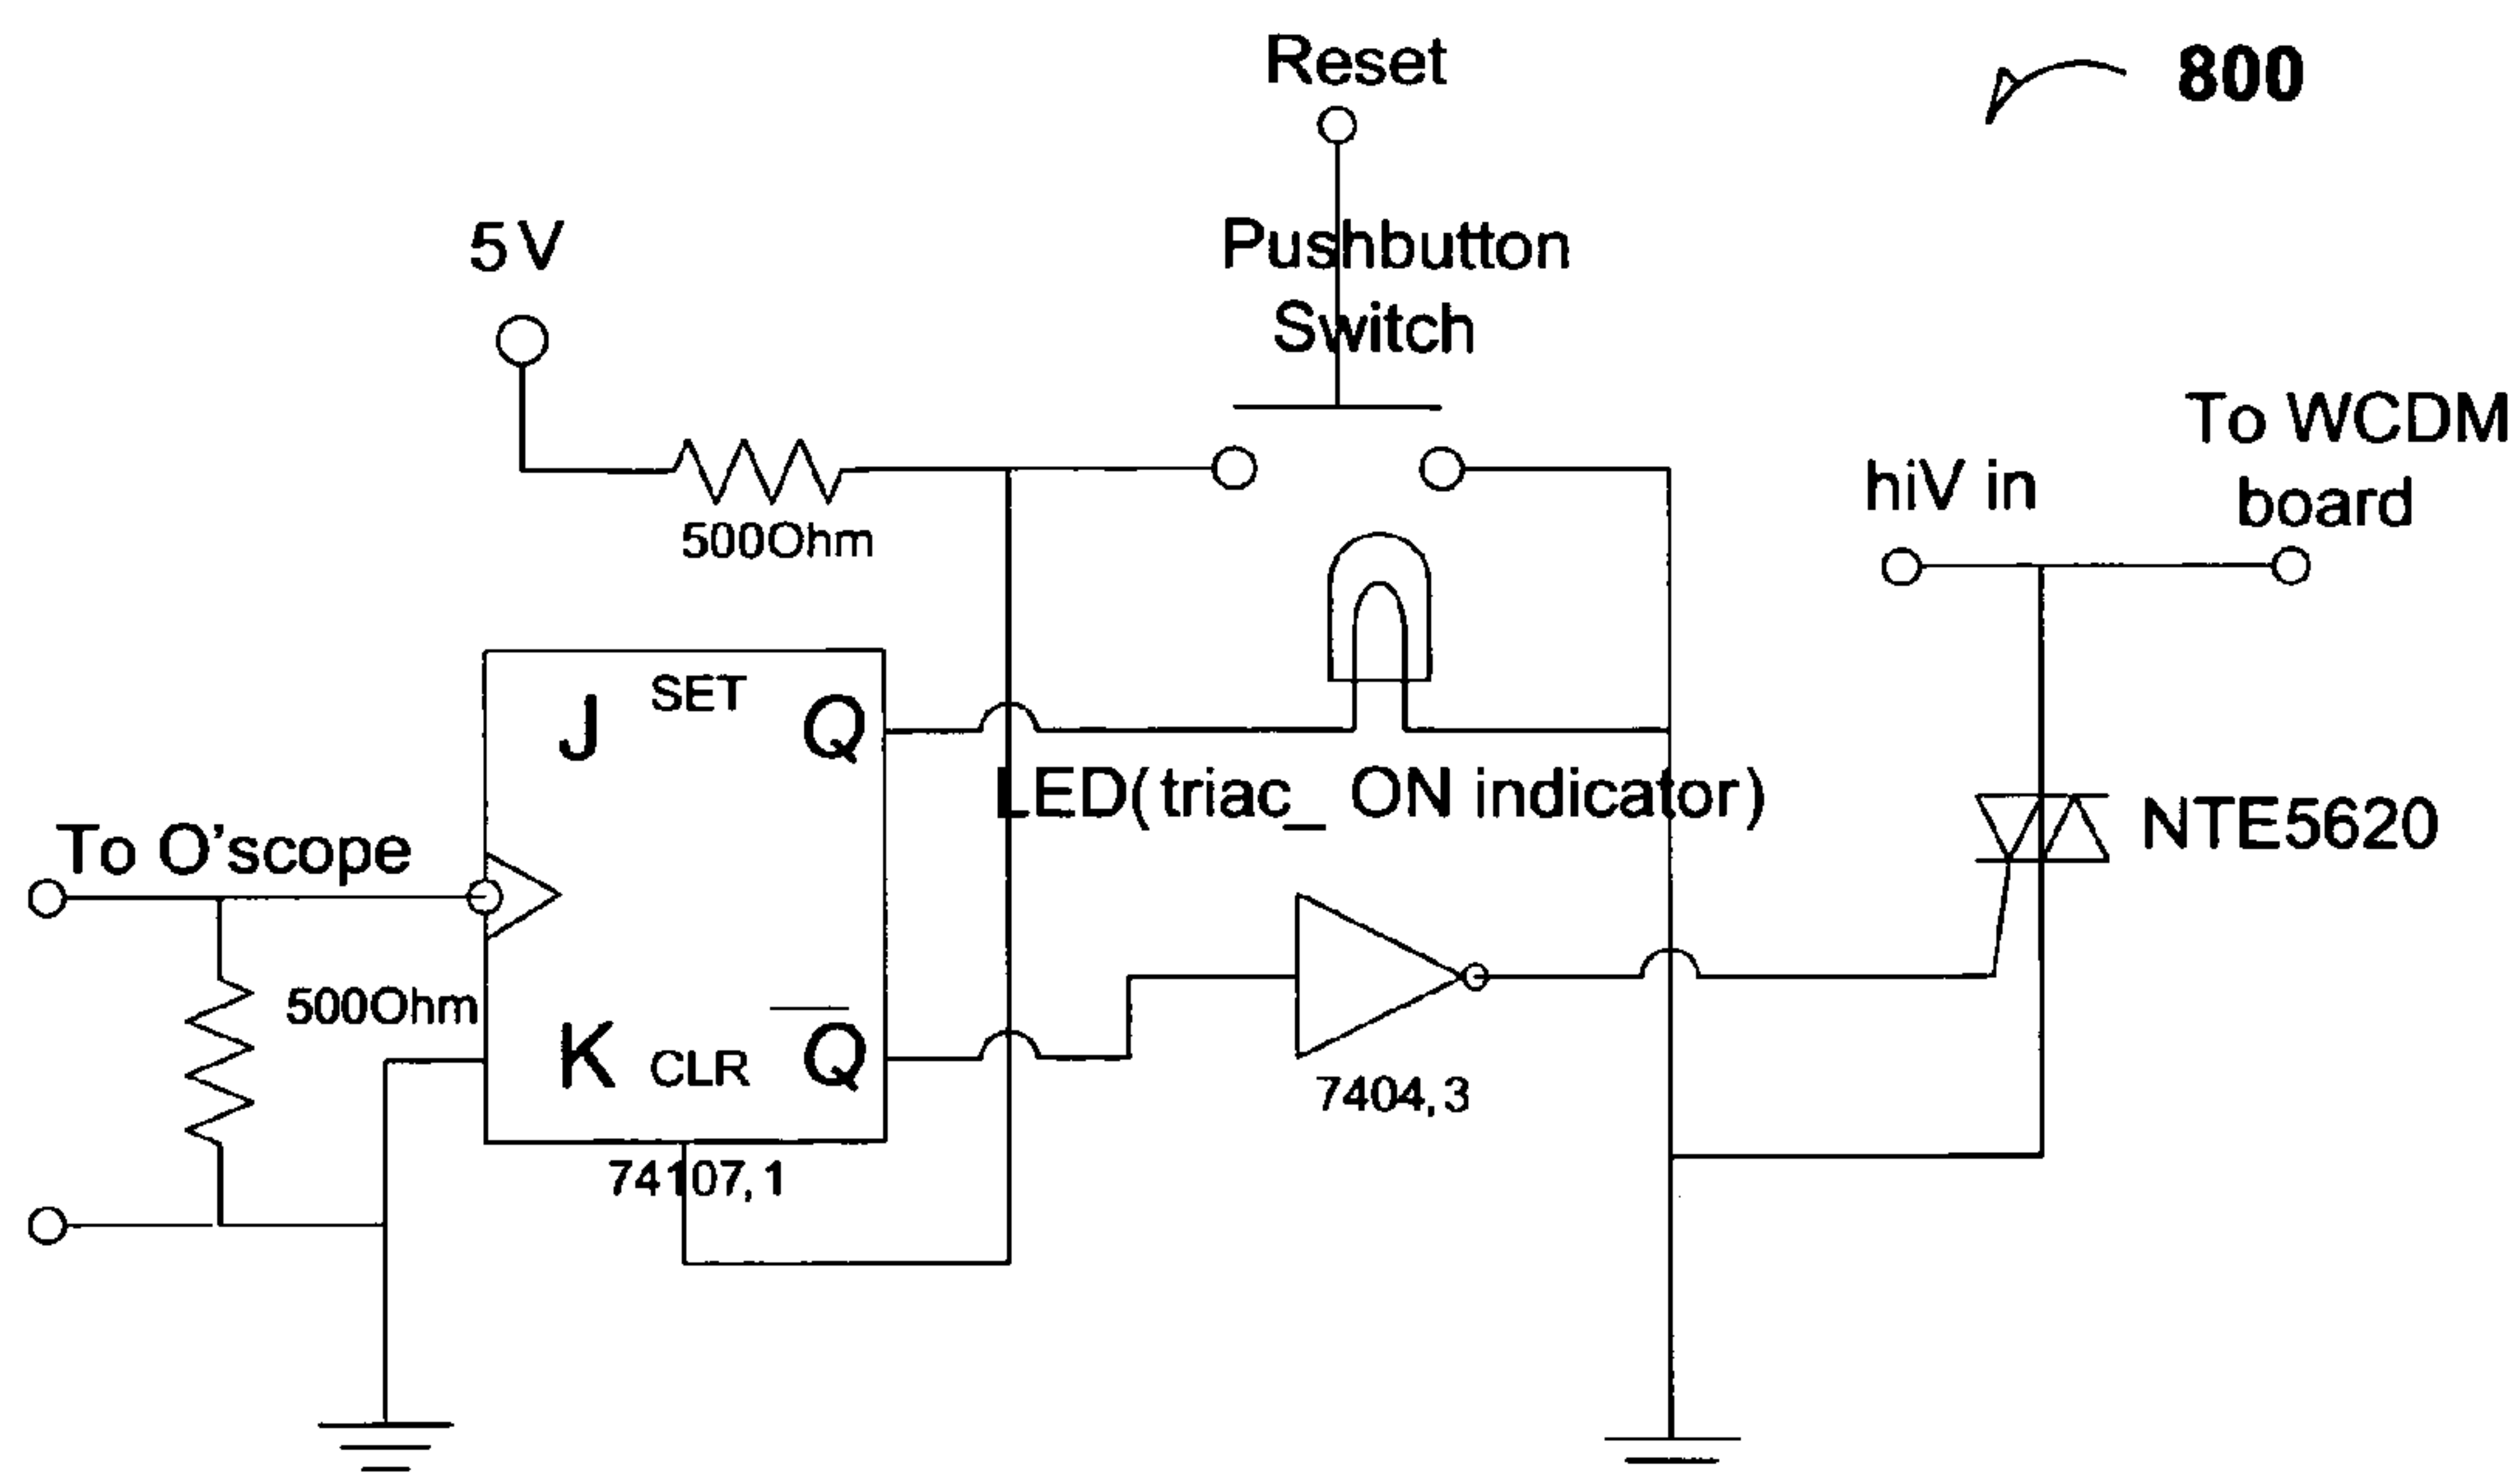 Reset
800
5V
Pushbutton
Switch
To WCDM
hiV in
board
500Ohm
SET
J
Q
LED(triac_ ON indicator)
NTE5620
To O'scope
500Ohm
K
CLR
Q
7404,3
74107,1